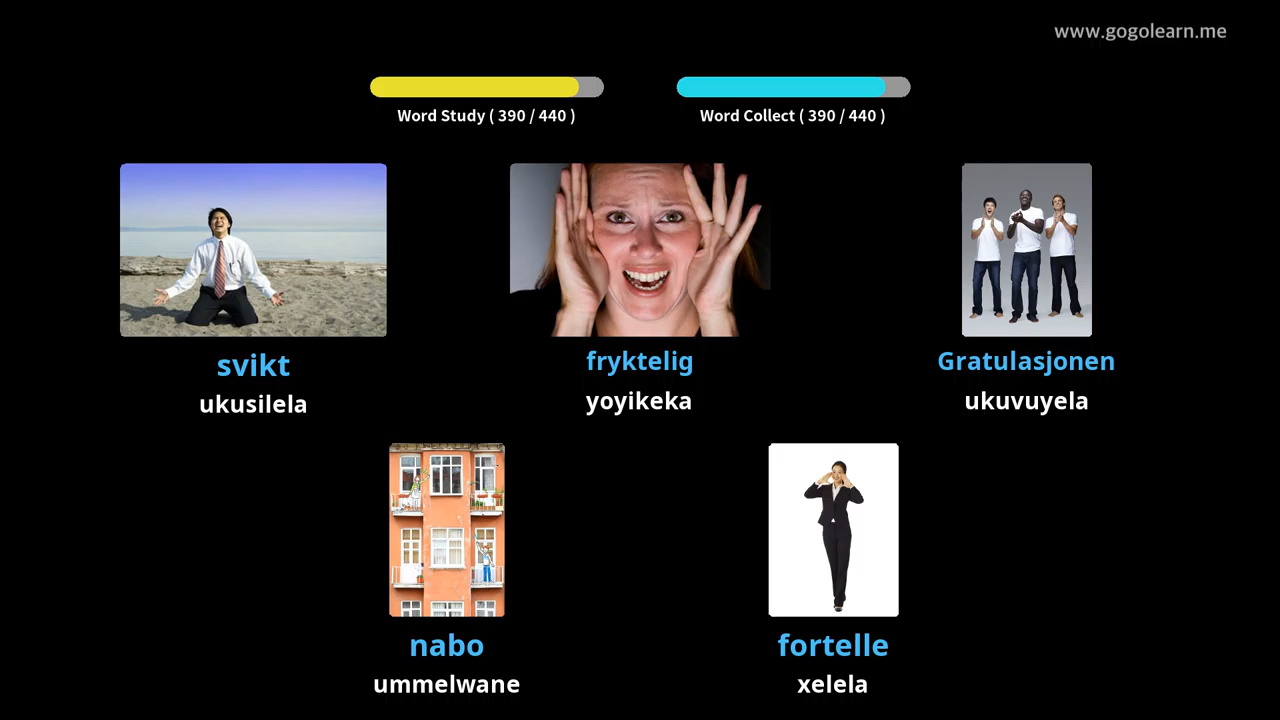 www.gogolearn.me
Word Study ( 390 / 440 )
Word Collect ( 390 / 440 )
svikt
ukusilela
fryktelig
yoyikeka
Gratulasjonen
ukuvuyela
nabo
ummelwane
fortelle
xelela